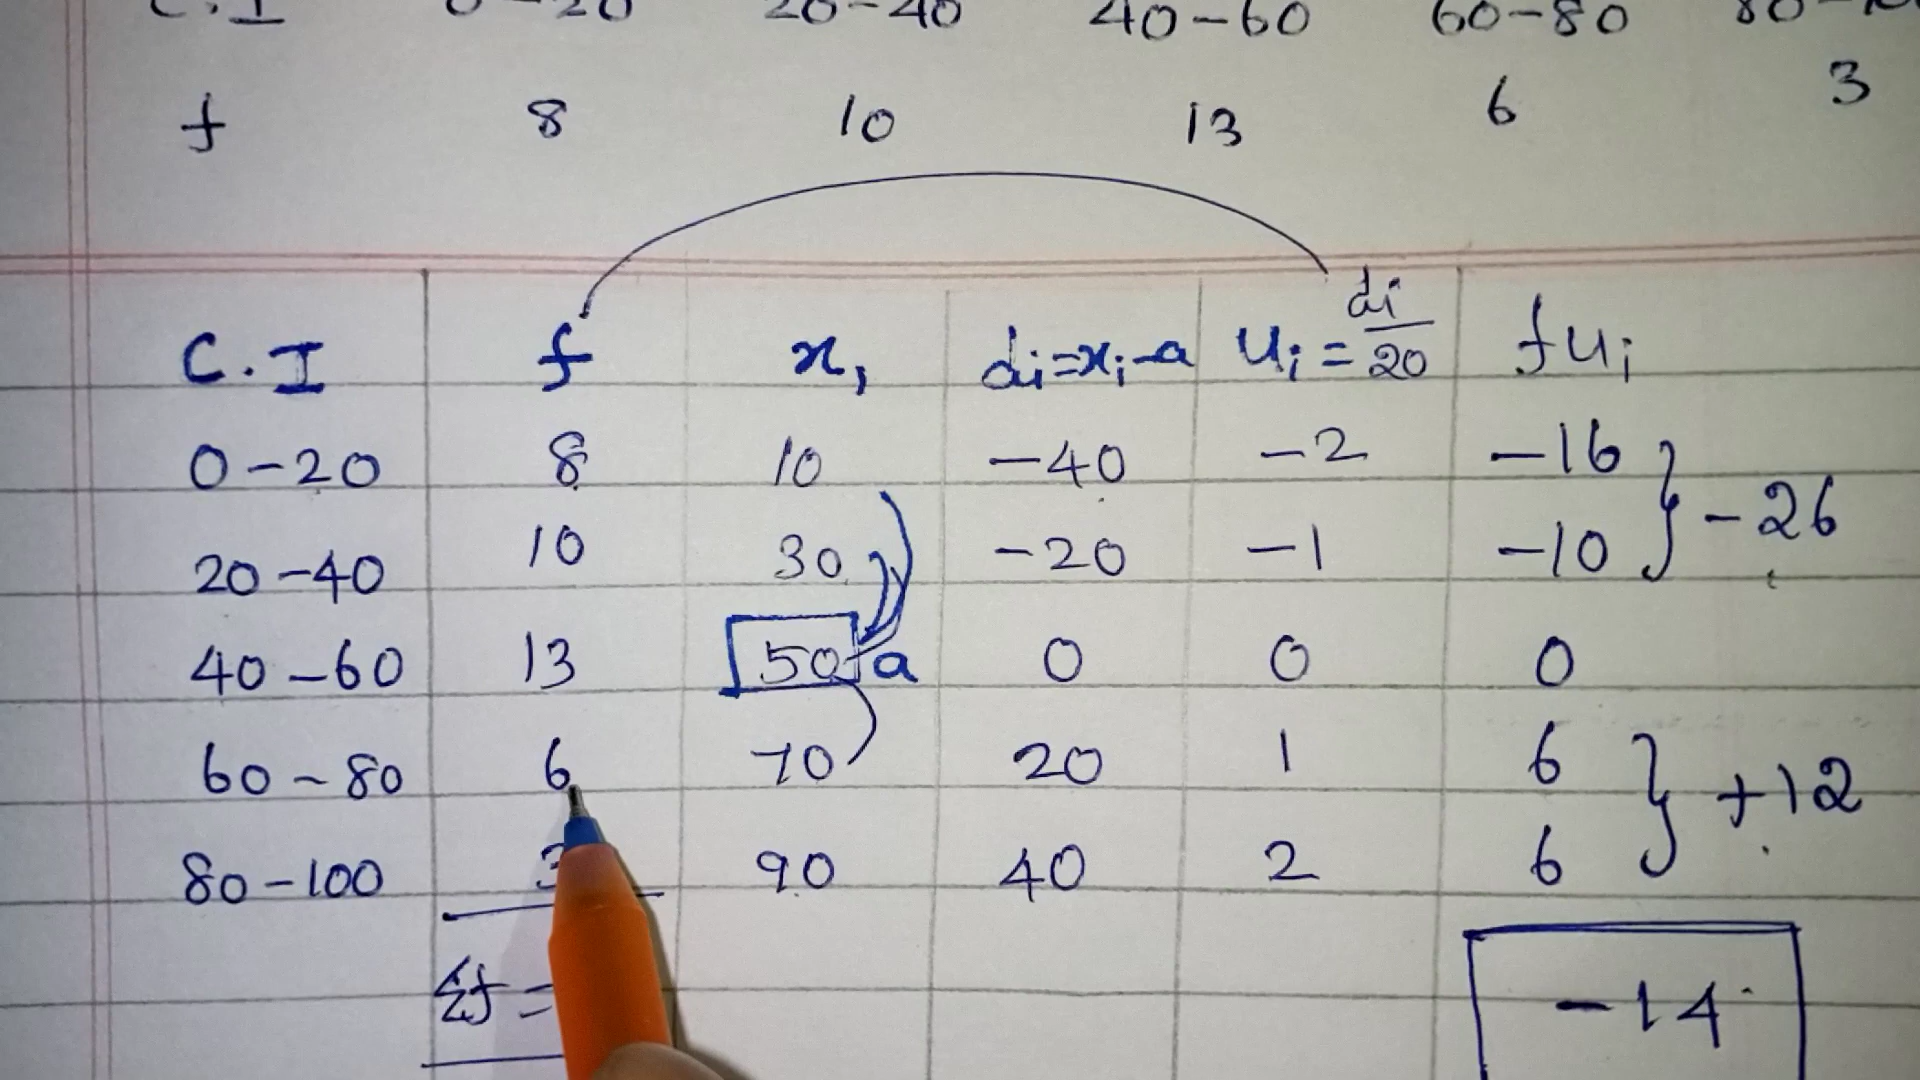 C.I 0-20 20-40 40-60 60-80
f 8 10 13 6 3
C.I f x, di=xi-a ui=di/20 fui
0-20 8 10 -40 -2 -16
20-40 10 30 -20 -1 -10 } -26
40-60 13 50 a 0 0 0
60-80 6 70 20 1 6
80-100 3 90 40 2 6 } +12
Σf = -14